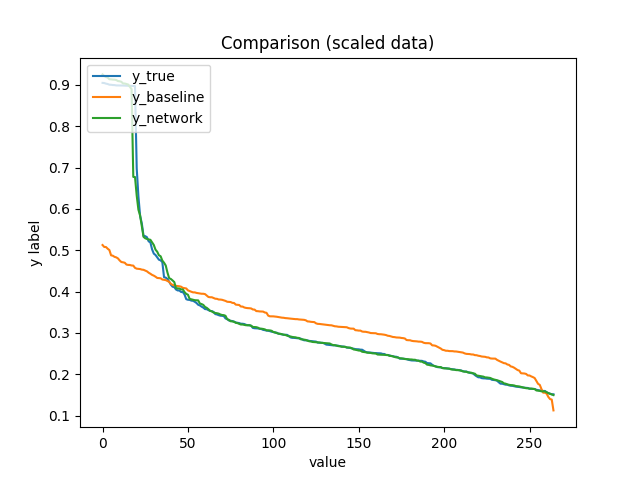 Comparison (scaled data)
y_true
y_baseline
y_network
0.9
0.8
0.7
0.6
0.5
0.4
0.3
0.2
0.1
y label
0 50 100 150 200 250
value